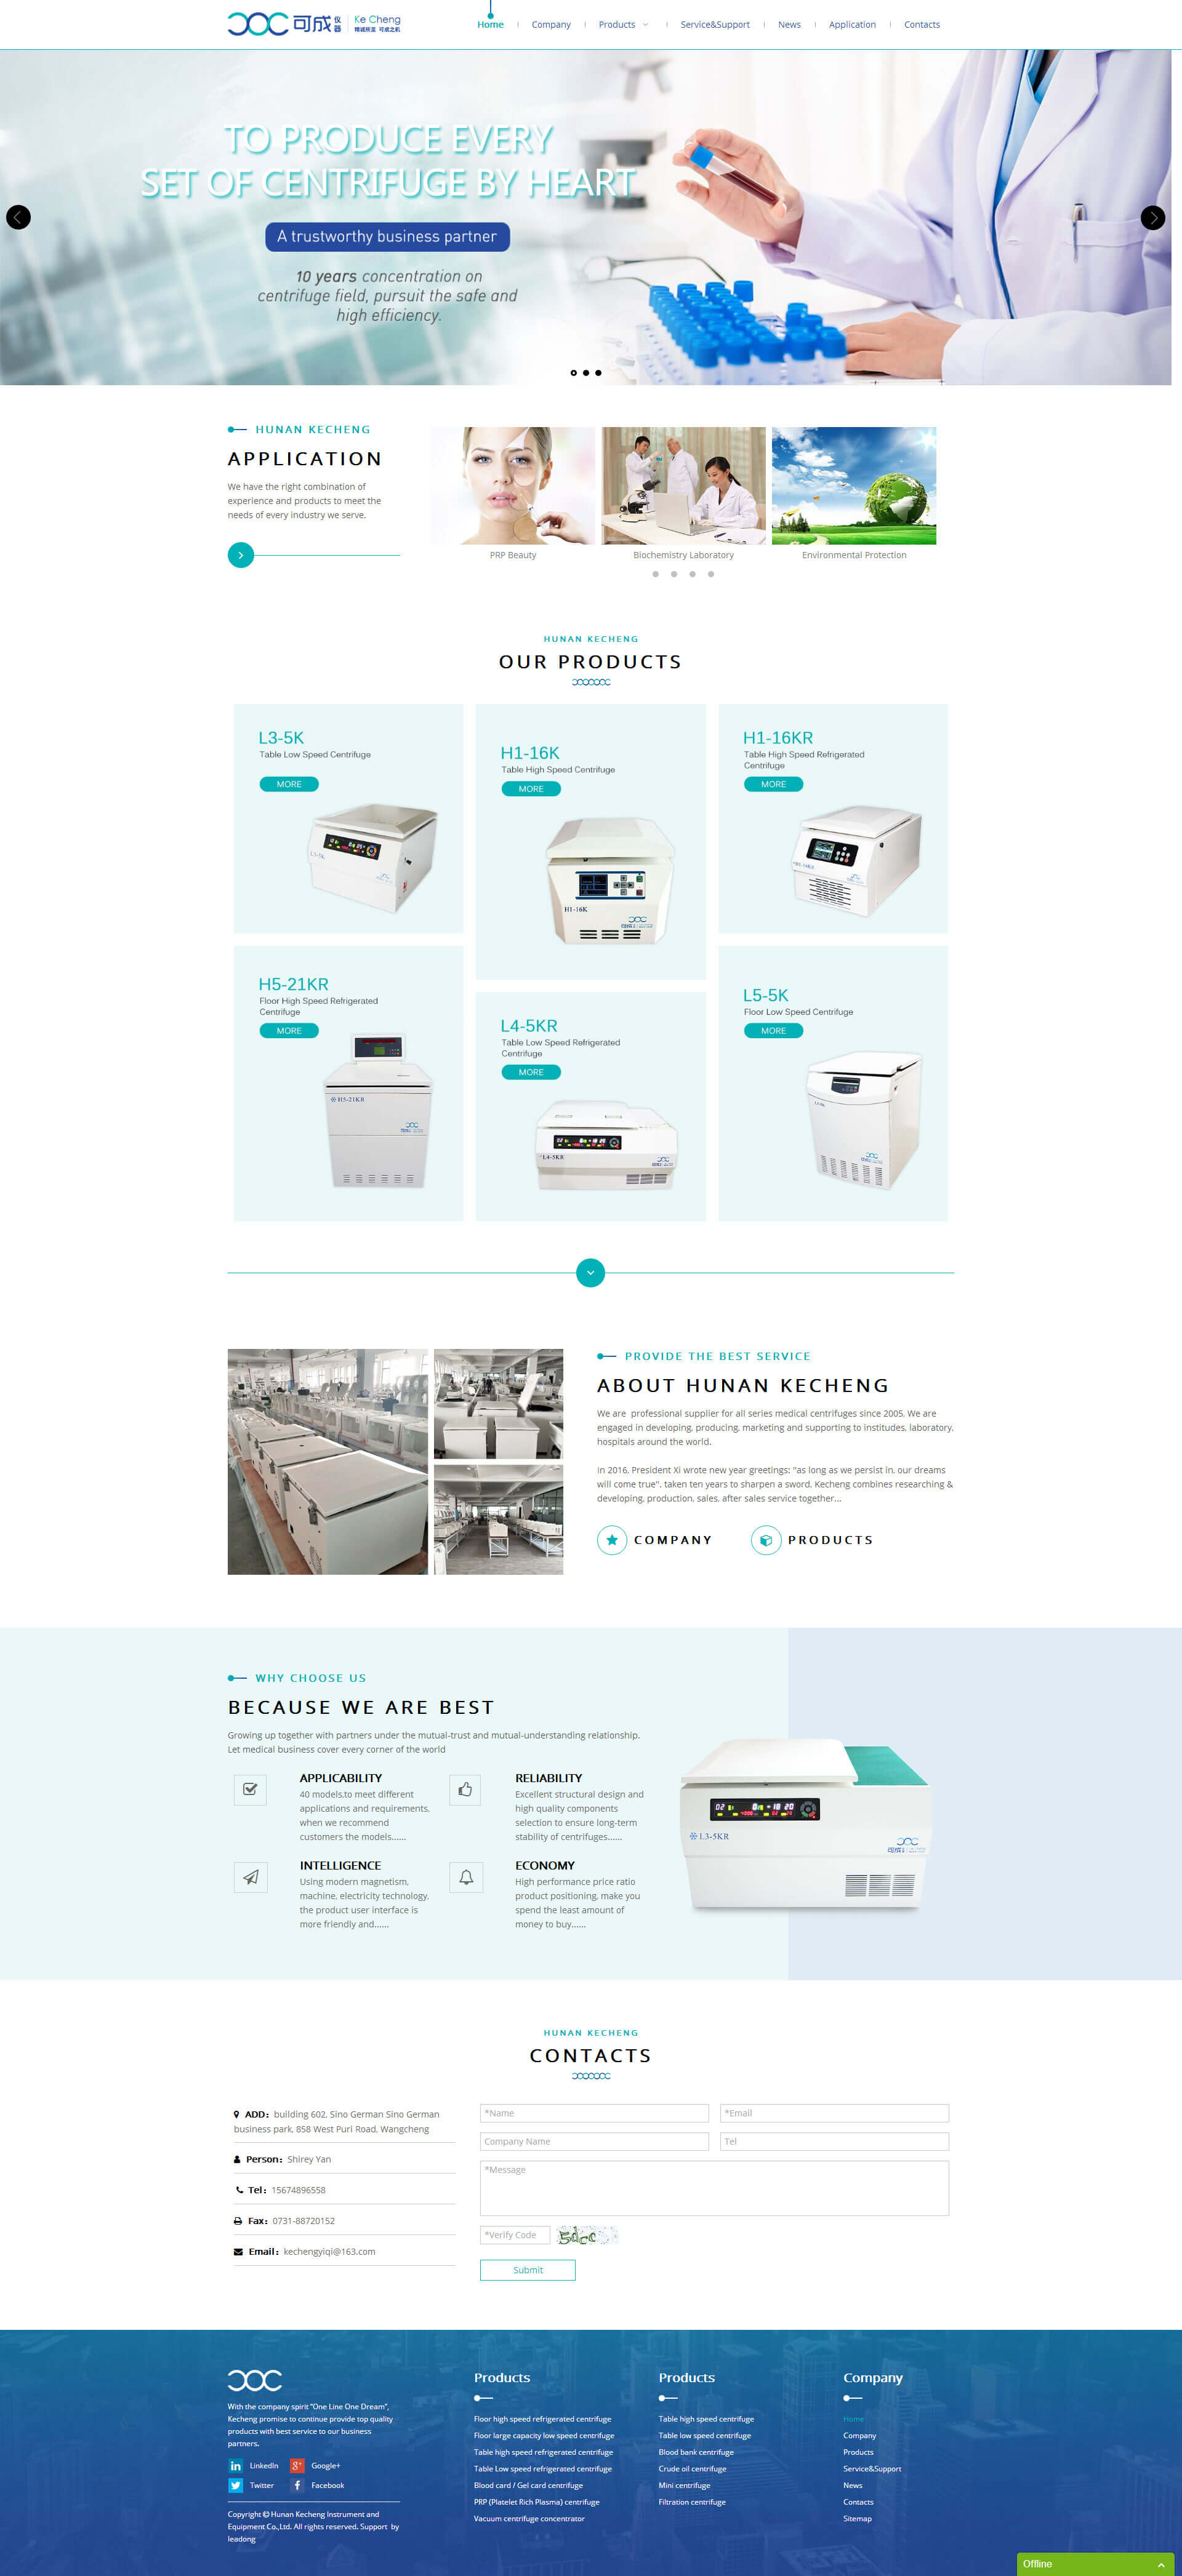 可成仪器
Ke Cheng
精诚所至 可成之机
Home
Company
Products
Service&Support
News
Application
Contacts
TO PRODUCE EVERY
SET OF CENTRIFUGE BY HEART
A trustworthy business partner
10 years concentration on
centrifuge field, pursuit the safe and
high efficiency.
HUNAN KECHENG
APPLICATION
We have the right combination of
experience and products to meet the
needs of every industry we serve.
PRP Beauty
Biochemistry Laboratory
Environmental Protection
HUNAN KECHENG
OUR PRODUCTS
L3-5K
Table Low Speed Centrifuge
MORE
L3-5K
H1-16K
Table High Speed Centrifuge
MORE
H1-16K
H1-16KR
Table High Speed Refrigerated
Centrifuge
MORE
H1-16KR
H5-21KR
Floor High Speed Refrigerated
Centrifuge
MORE
H5-21KR
L4-5KR
Table Low Speed Refrigerated
Centrifuge
MORE
L4-5KR
L5-5K
Floor Low Speed Centrifuge
MORE
PROVIDE THE BEST SERVICE
ABOUT HUNAN KECHENG
We are  professional supplier for all series medical centrifuges since 2005. We are
engaged in developing, producing, marketing and supporting to institudes, laboratory,
hospitals around the world.
In 2016, President Xi wrote new year greetings: "as long as we persist in, our dreams
will come true". taken ten years to sharpen a sword, Kecheng combines researching &
developing, production, sales, after sales service together...
COMPANY
PRODUCTS
WHY CHOOSE US
BECAUSE WE ARE BEST
Growing up together with partners under the mutual-trust and mutual-understanding relationship.
Let medical business cover every corner of the world
APPLICABILITY
40 models,to meet different
applications and requirements,
when we recommend
customers the models......
RELIABILITY
Excellent structural design and
high quality components
selection to ensure long-term
stability of centrifuges......
INTELLIGENCE
Using modern magnetism,
machine, electricity technology,
the product user interface is
more friendly and......
ECONOMY
High performance price ratio
product positioning, make you
spend the least amount of
money to buy......
L3-5KR
HUNAN KECHENG
CONTACTS
ADD：building 602, Sino German Sino German
business park, 858 West Puri Road, Wangcheng
Person：Shirey Yan
Tel：15674896558
Fax：0731-88720152
Email：kechengyiqi@163.com
*Name
*Email
Company Name
Tel
*Message
*Verify Code
5dcc
Submit
With the company spirit "One Line One Dream",
Kecheng promise to continue provide top quality
products with best service to our business
partners.
LinkedIn
Google+
Twitter
Facebook
Copyright © Hunan Kecheng Instrument and
Equipment Co.,Ltd. All rights reserved. Support  by
leadong
Products
Floor high speed refrigerated centrifuge
Floor large capacity low speed centrifuge
Table high speed refrigerated centrifuge
Table Low speed refrigerated centrifuge
Blood card / Gel card centrifuge
PRP (Platelet Rich Plasma) centrifuge
Vacuum centrifuge concentrator
Products
Table high speed centrifuge
Table low speed centrifuge
Blood bank centrifuge
Crude oil centrifuge
Mini centrifuge
Filtration centrifuge
Company
Home
Company
Products
Service&Support
News
Contacts
Sitemap
Offline